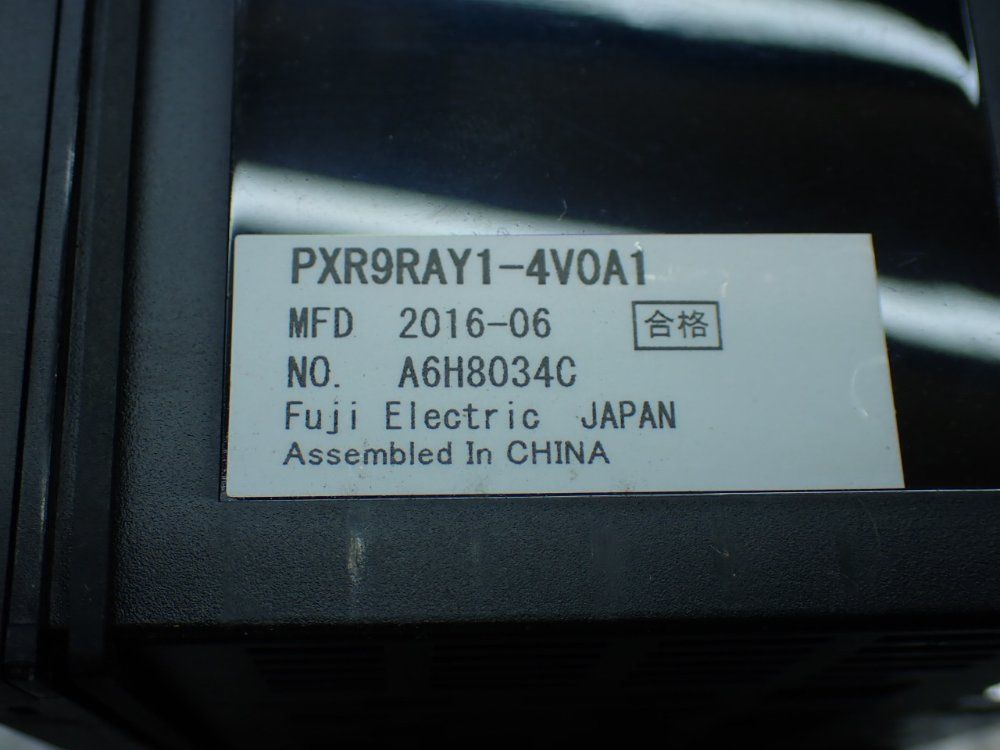 PXR9RAY1-4V0A1
MFD 2016-06 合格
NO. A6H8034C
Fuji Electric JAPAN
Assembled In CHINA